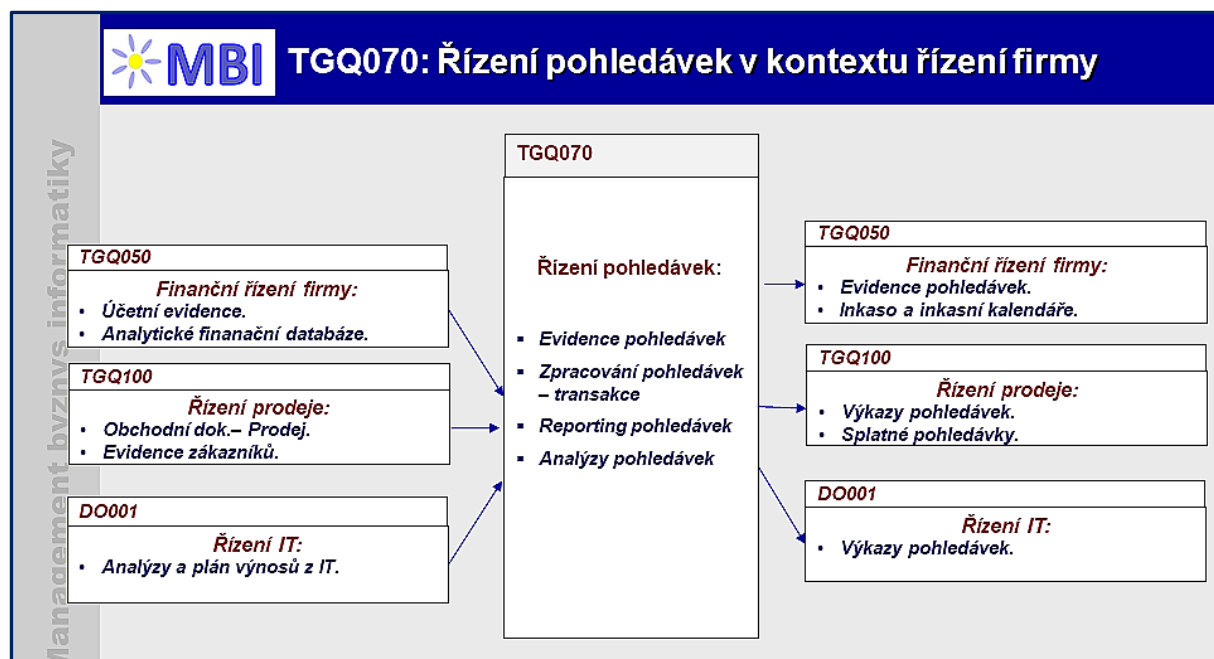 MBI
TGQ070: Řízení pohledávek v kontextu řízení firmy
Management byznys informatiky
TGQ050
Finanční řízení firmy:
• Účetní evidence.
• Analytické finanační databáze.
TGQ100
Řízení prodeje:
• Obchodní dok.– Prodej.
• Evidence zákazníků.
DO001
Řízení IT:
• Analýzy a plán výnosů z IT.
TGQ070
Řízení pohledávek:
▪ Evidence pohledávek
▪ Zpracování pohledávek
– transakce
▪ Reporting pohledávek
▪ Analýzy pohledávek
TGQ050
Finanční řízení firmy:
• Evidence pohledávek.
• Inkaso a inkasní kalendáře.
TGQ100
Řízení prodeje:
• Výkazy pohledávek.
• Splatné pohledávky.
DO001
Řízení IT:
• Výkazy pohledávek.